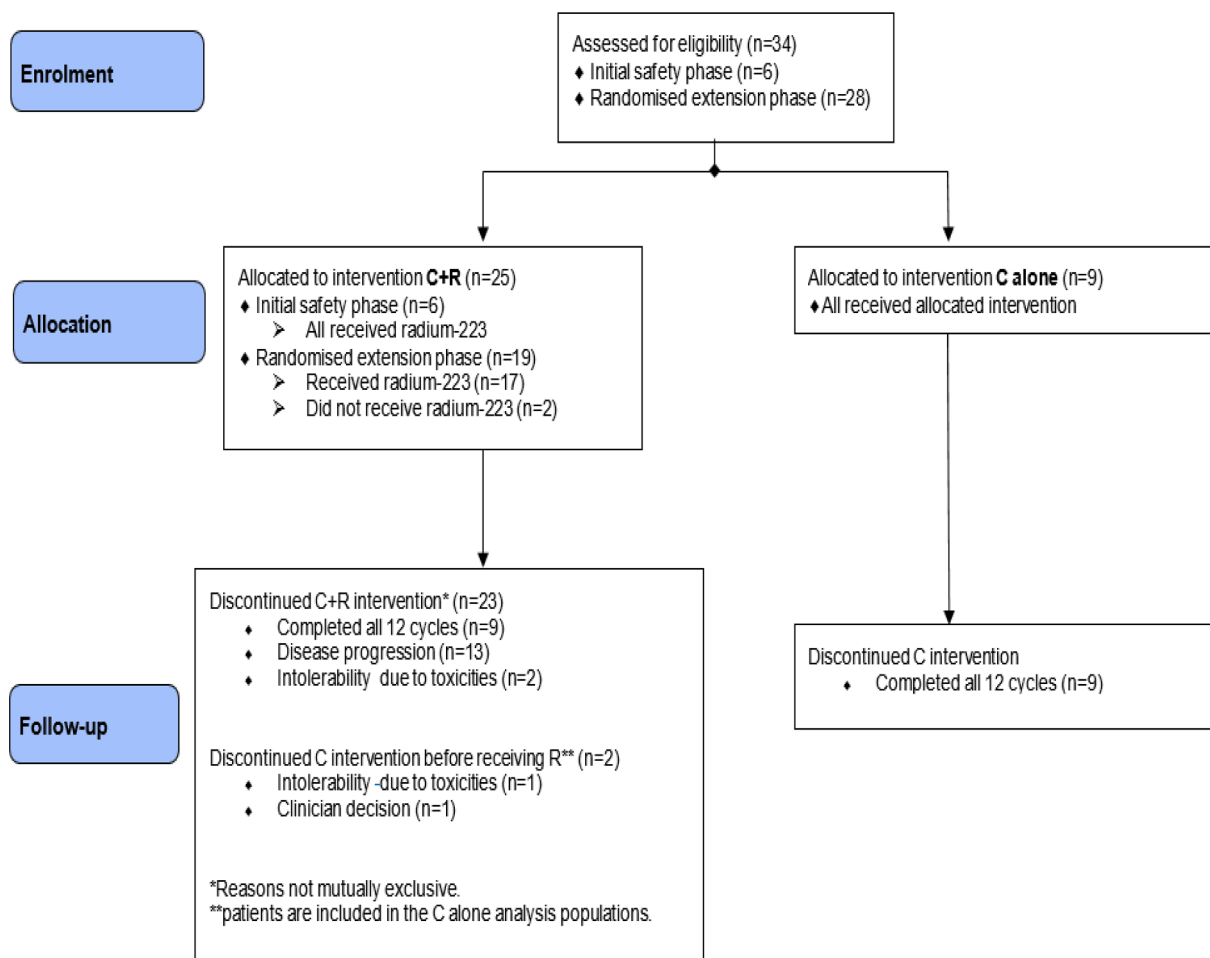 Enrolment
Assessed for eligibility (n=34)
♦ Initial safety phase (n=6)
♦ Randomised extension phase (n=28)
Allocation
Allocated to intervention C+R (n=25)
♦ Initial safety phase (n=6)
➢ All received radium-223
♦ Randomised extension phase (n=19)
➢ Received radium-223 (n=17)
➢ Did not receive radium-223 (n=2)
Allocated to intervention C alone (n=9)
♦ All received allocated intervention
Follow-up
Discontinued C+R intervention* (n=23)
♦ Completed all 12 cycles (n=9)
♦ Disease progression (n=13)
♦ Intolerability due to toxicities (n=2)
Discontinued C intervention before receiving R** (n=2)
♦ Intolerability -due to toxicities (n=1)
♦ Clinician decision (n=1)
*Reasons not mutually exclusive.
**patients are included in the C alone analysis populations.
Discontinued C intervention
♦ Completed all 12 cycles (n=9)